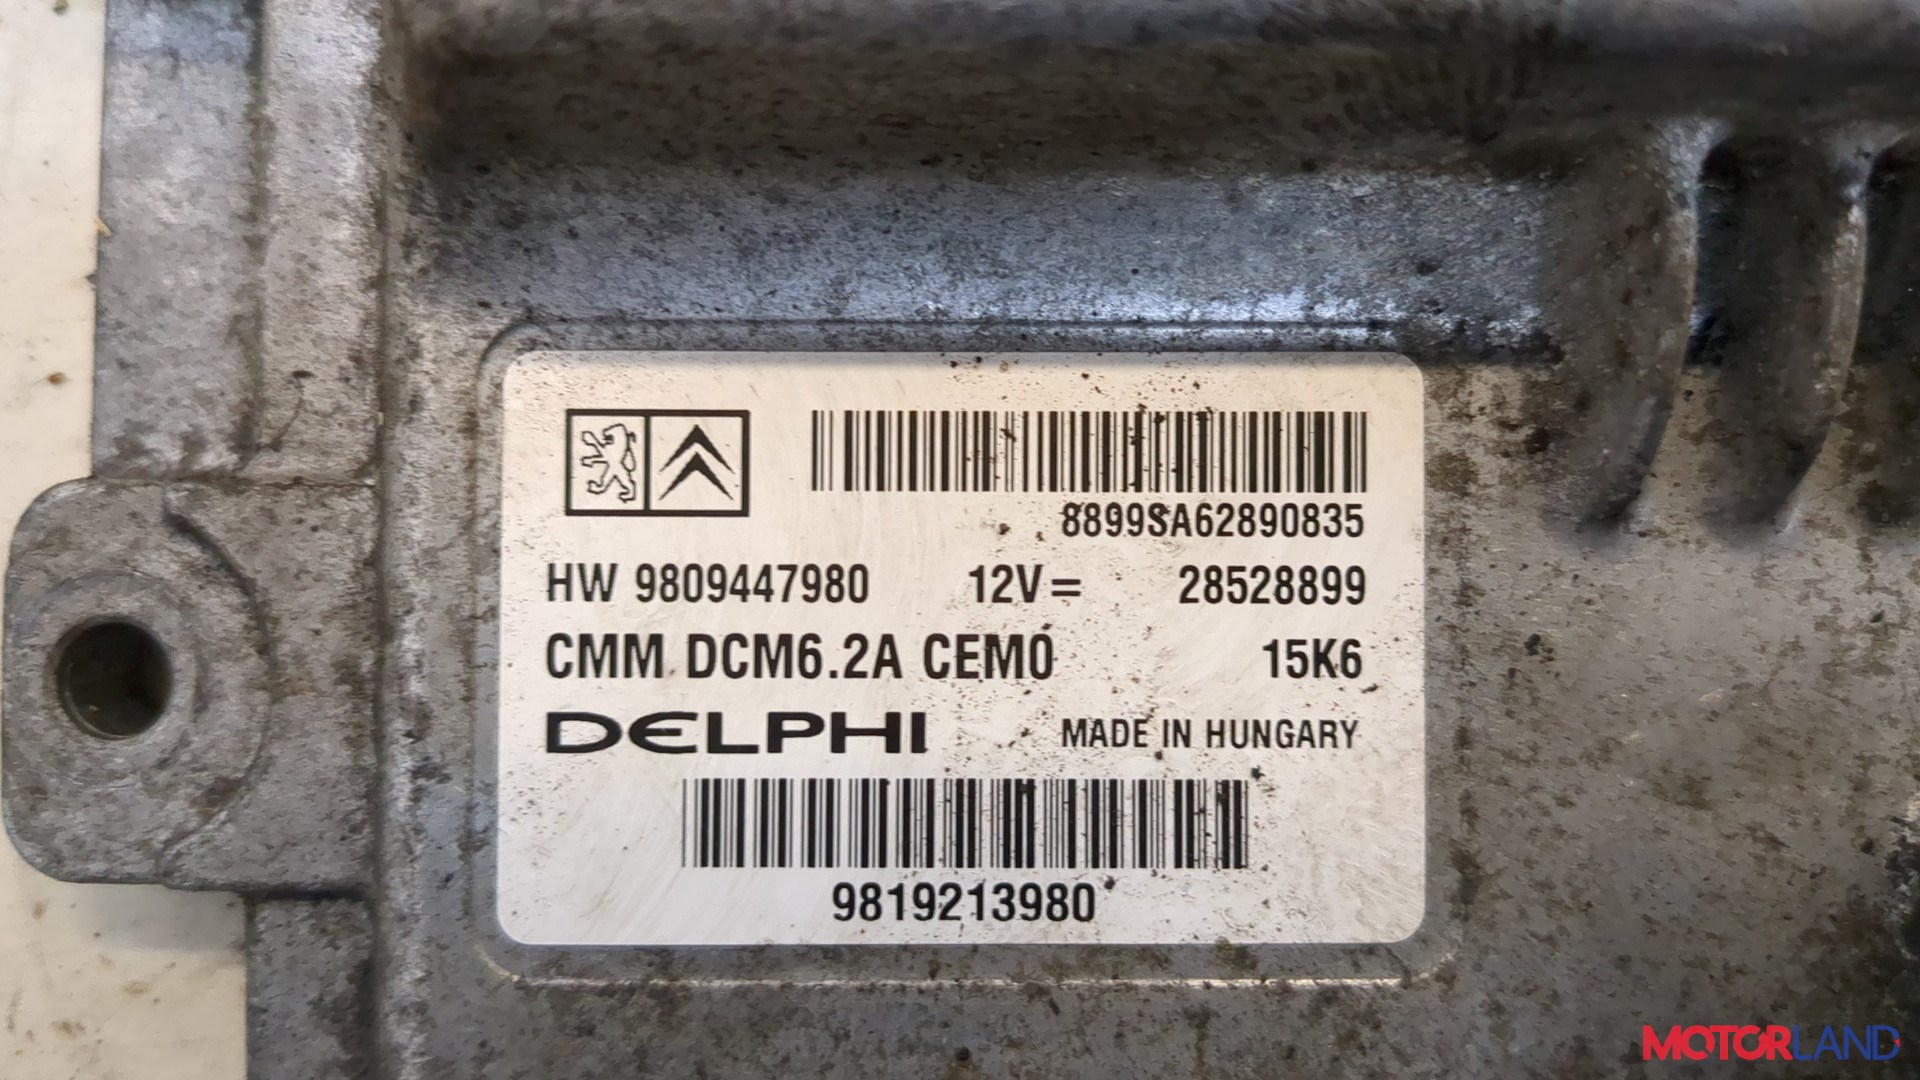 8899SA62890835
HW 9809447980 12V= 28528899
CMM DCM6.2A CEM0 15K6
DELPHI MADE IN HUNGARY
9819213980
MOTORLAND